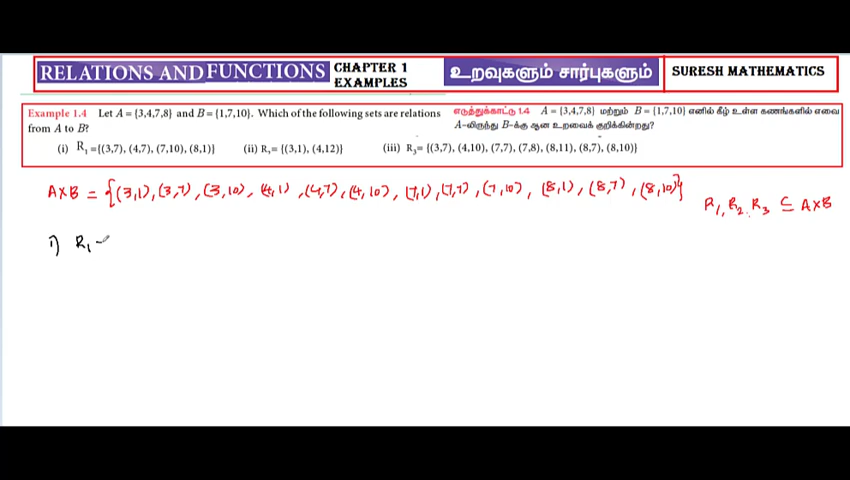 RELATIONS AND FUNCTIONS CHAPTER 1 EXAMPLES உறவுகளும் சார்புகளும் SURESH MATHEMATICS
Example 1.4 Let A = {3,4,7,8} and B = {1,7,10}. Which of the following sets are relations
from A to B?
எடுத்துக்காட்டு 1.4 A = {3,4,7,8} மற்றும் B = {1,7,10} எனில் கீழ் உள்ள கணங்களில் எவை
A-லிருந்து B-க்கு ஆன உறவைக் குறிக்கின்றது?
(i) R₁ ={(3,7), (4,7), (7,10), (8,1)} (ii) R₂= {(3,1), (4,12)} (iii) R₃= {(3,7), (4,10), (7,7), (7,8), (8,11), (8,7), (8,10)}
A×B = {(3,1), (3,7), (3,10), (4,1), (4,7), (4,10), (7,1), (7,7), (7,10), (8,1), (8,7), (8,10)}
R₁, R₂, R₃ ⊆ A×B
i) R₁ -